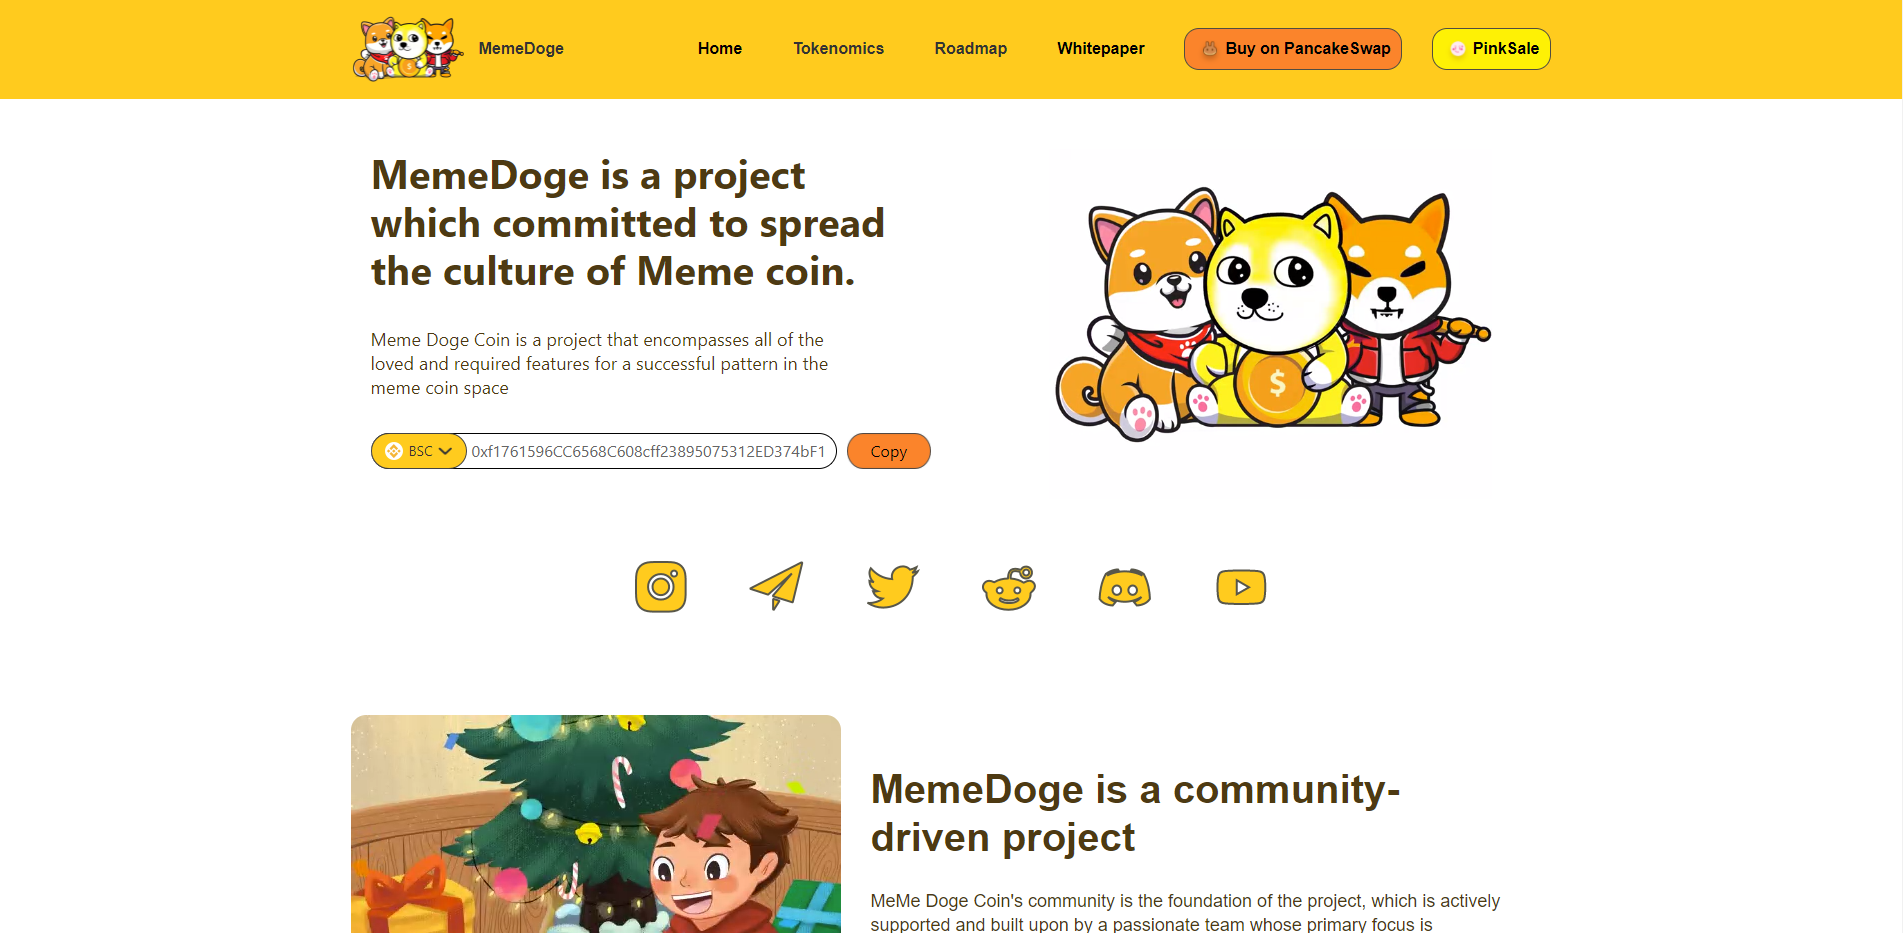 MemeDoge
Home
Tokenomics
Roadmap
Whitepaper
Buy on PancakeSwap
PinkSale
MemeDoge is a project
which committed to spread
the culture of Meme coin.
Meme Doge Coin is a project that encompasses all of the
loved and required features for a successful pattern in the
meme coin space
BSC
0xf1761596CC6568C608cff23895075312ED374bF1
Copy
$
MemeDoge is a community-
driven project
MeMe Doge Coin's community is the foundation of the project, which is actively
supported and built upon by a passionate team whose primary focus is